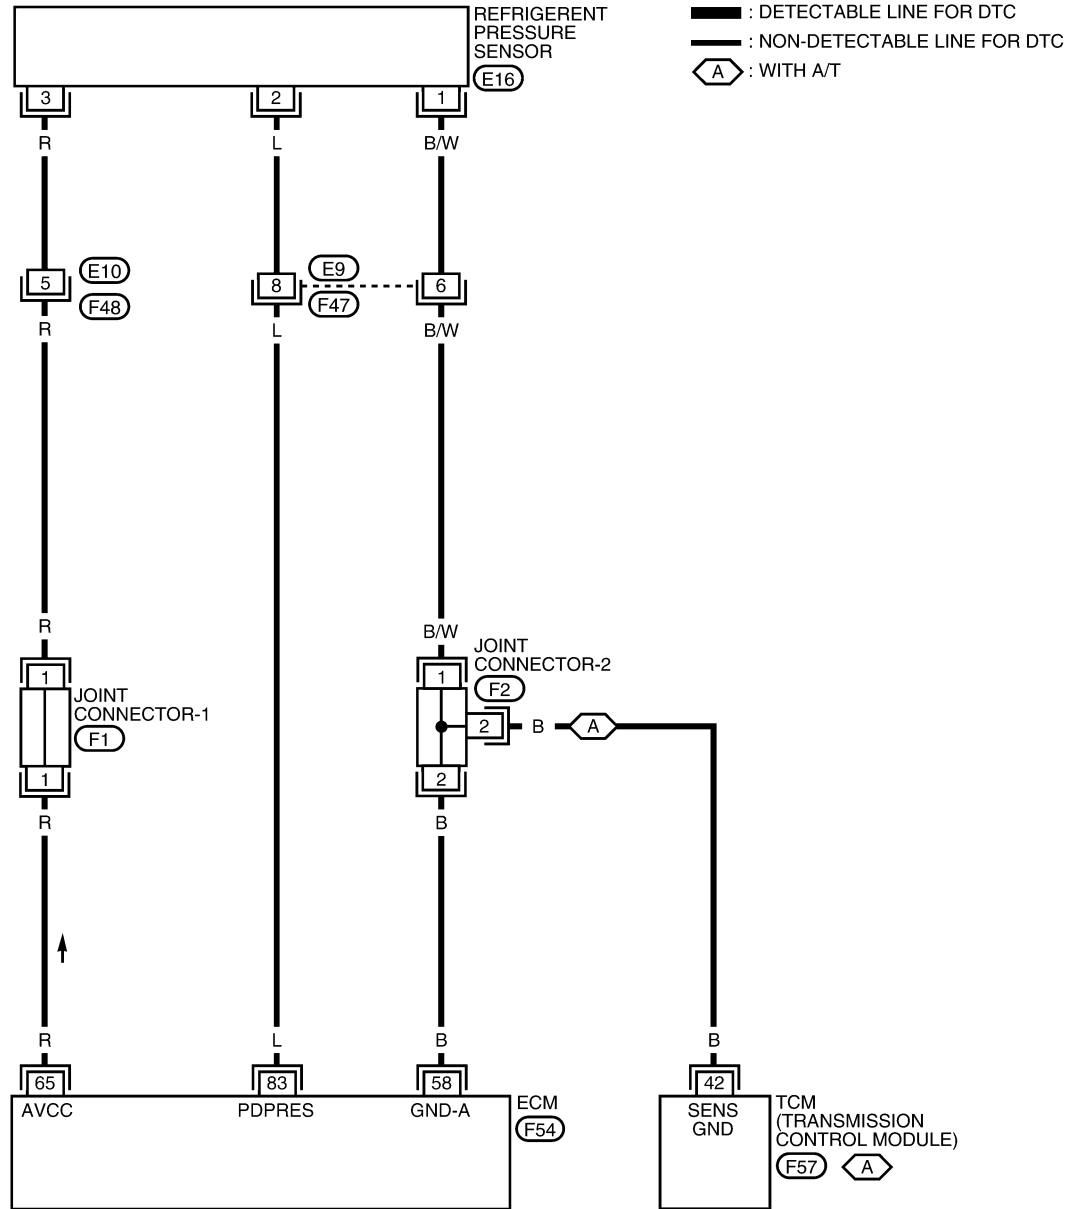 REFRIGERENT
PRESSURE
SENSOR
E16
: DETECTABLE LINE FOR DTC
: NON-DETECTABLE LINE FOR DTC
A : WITH A/T
3 2 1
R L B/W
5 E10 F48
8 E9 F47 6
R L B/W
R B/W
1
JOINT
CONNECTOR-1
F1
1
1
JOINT
CONNECTOR-2
F2
2 B A
2
R B
R L B B
65 83 58 42
AVCC PDPRES GND-A
ECM
F54
SENS
GND
TCM
(TRANSMISSION
CONTROL MODULE)
F57 A